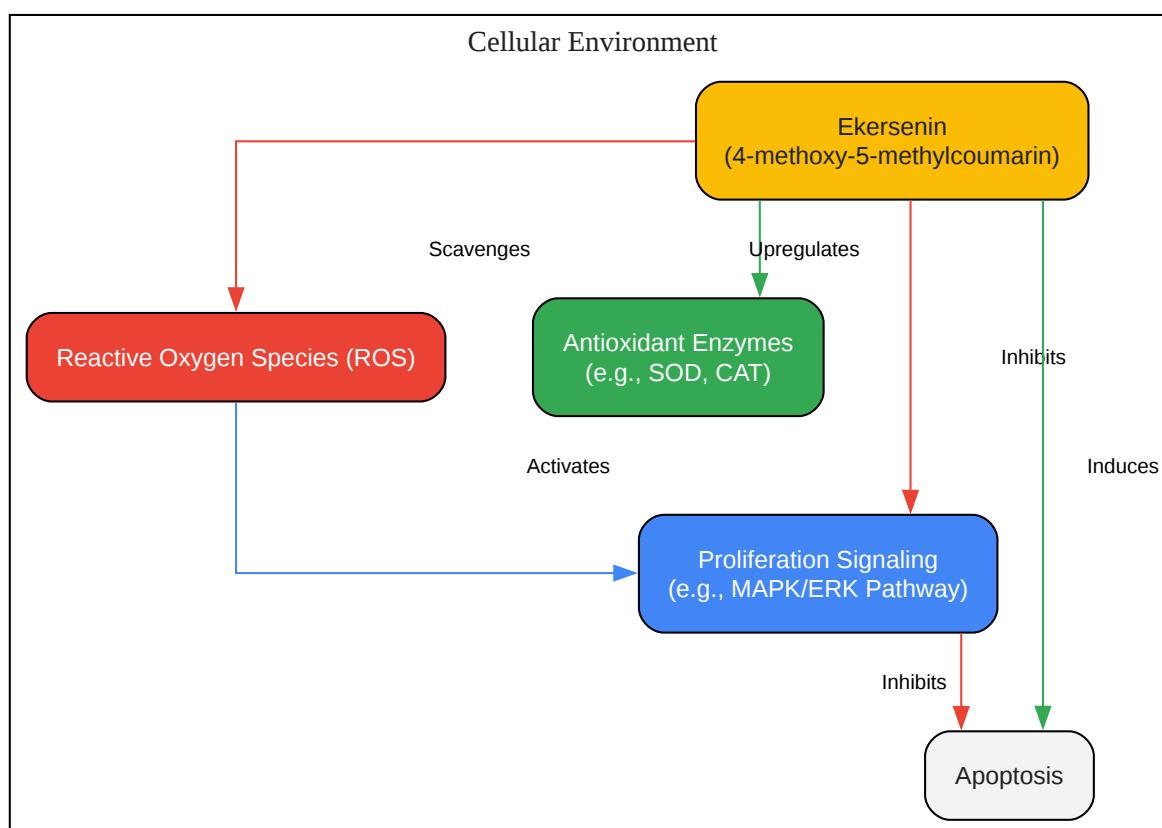 Cellular Environment
Ekersenin
(4-methoxy-5-methylcoumarin)
Scavenges
Upregulates
Reactive Oxygen Species (ROS)
Antioxidant Enzymes
(e.g., SOD, CAT)
Inhibits
Activates
Induces
Proliferation Signaling
(e.g., MAPK/ERK Pathway)
Inhibits
Apoptosis